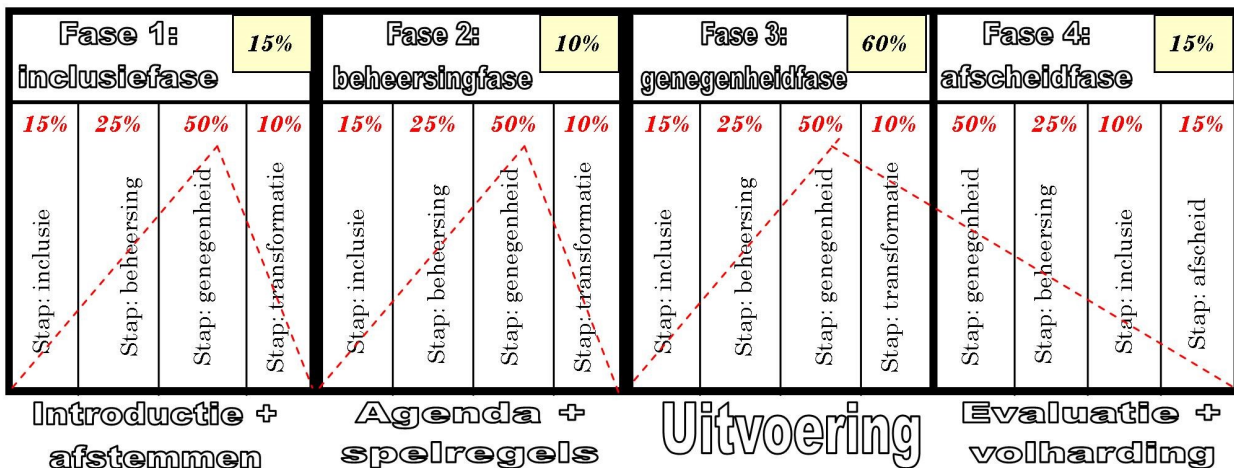 Fase 1:
15%
inclusiefase
Fase 2:
10%
beheersingfase
Fase 3:
60%
genegenheidfase
Fase 4:
15%
afscheidfase
15%
25%
50%
10%
15%
25%
50%
10%
15%
25%
50%
10%
50%
25%
10%
15%
Stap: inclusie
Stap: beheersing
Stap: genegenheid
Stap: transformatie
Stap: inclusie
Stap: beheersing
Stap: genegenheid
Stap: transformatie
Stap: inclusie
Stap: beheersing
Stap: genegenheid
Stap: transformatie
Stap: genegenheid
Stap: beheersing
Stap: inclusie
Stap: afscheid
Introductie +
afstemmen
Agenda +
spelregels
Uitvoering
Evaluatie +
volharding